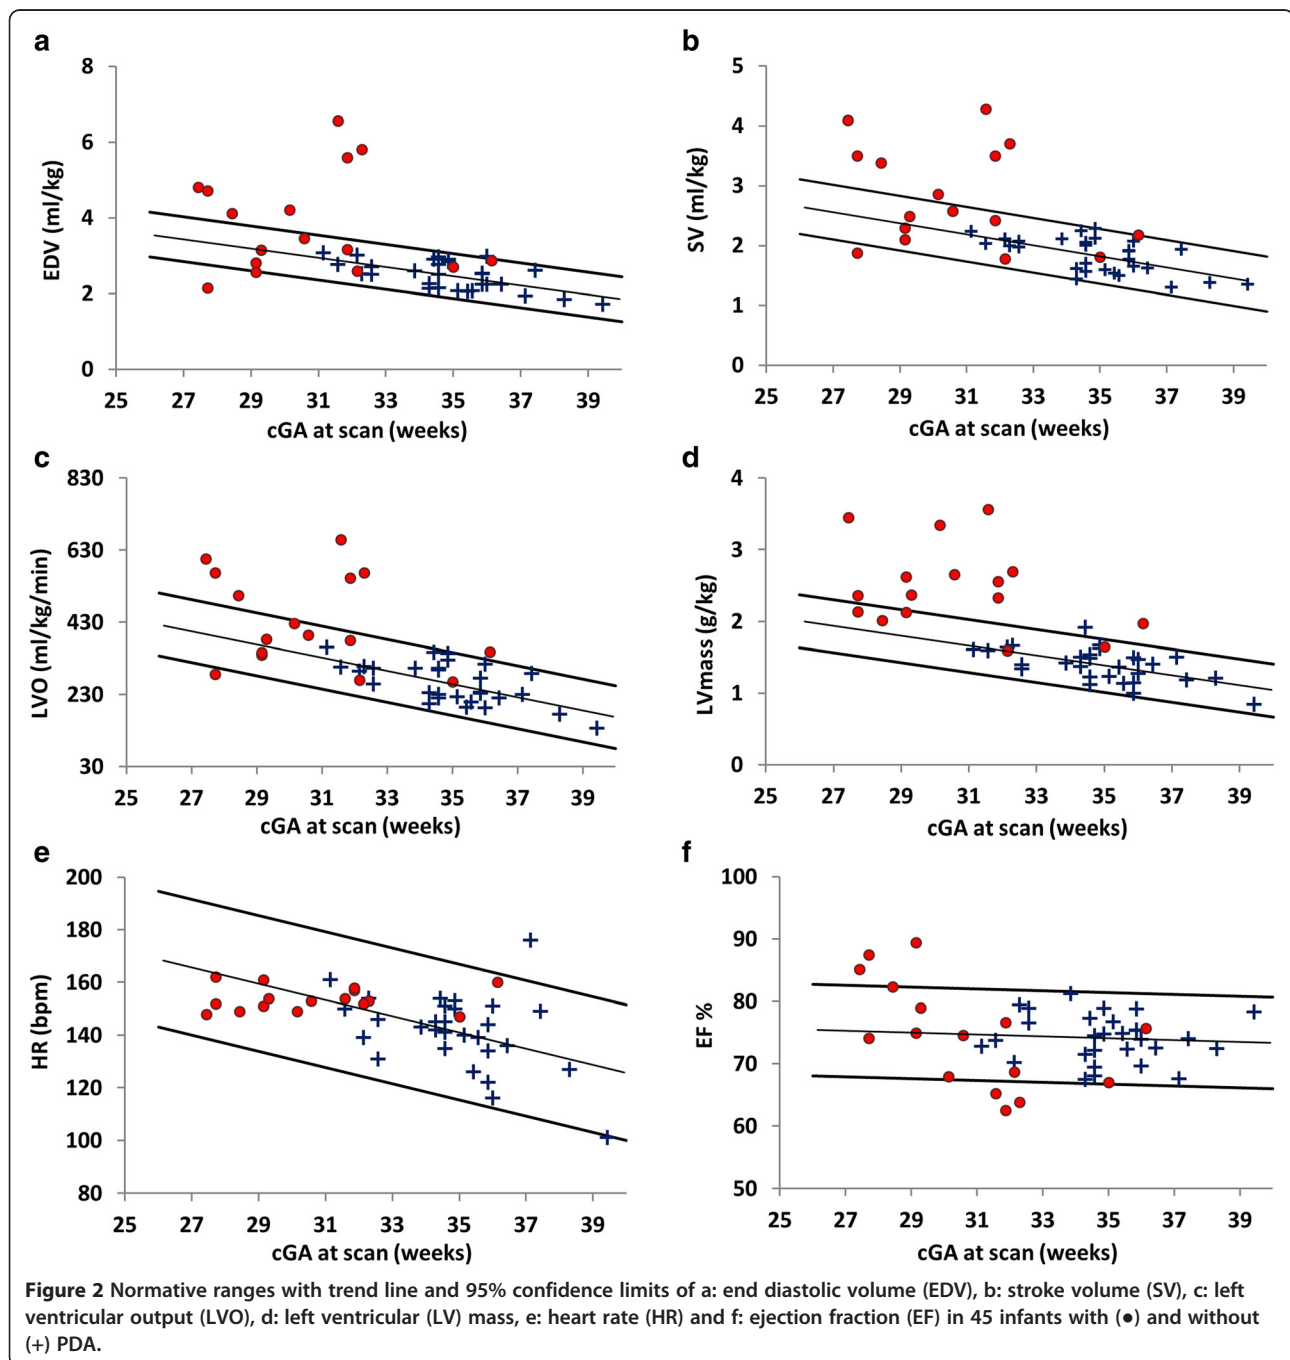 a
8
6
4
2
0
EDV (ml/kg)
25 27 29 31 33 35 37 39
cGA at scan (weeks)
b
5
4
3
2
1
0
SV (ml/kg)
25 27 29 31 33 35 37 39
cGA at scan (weeks)
c
830
630
430
230
30
LVO (ml/kg/min)
25 27 29 31 33 35 37 39
cGA at scan (weeks)
d
4
3
2
1
0
LVmass (g/kg)
25 27 29 31 33 35 37 39
cGA at scan (weeks)
e
200
180
160
140
120
100
80
HR (bpm)
25 27 29 31 33 35 37 39
cGA at scan (weeks)
f
100
90
80
70
60
50
EF %
25 27 29 31 33 35 37 39
cGA at scan (weeks)
Figure 2 Normative ranges with trend line and 95% confidence limits of a: end diastolic volume (EDV), b: stroke volume (SV), c: left
ventricular output (LVO), d: left ventricular (LV) mass, e: heart rate (HR) and f: ejection fraction (EF) in 45 infants with (●) and without
(+) PDA.